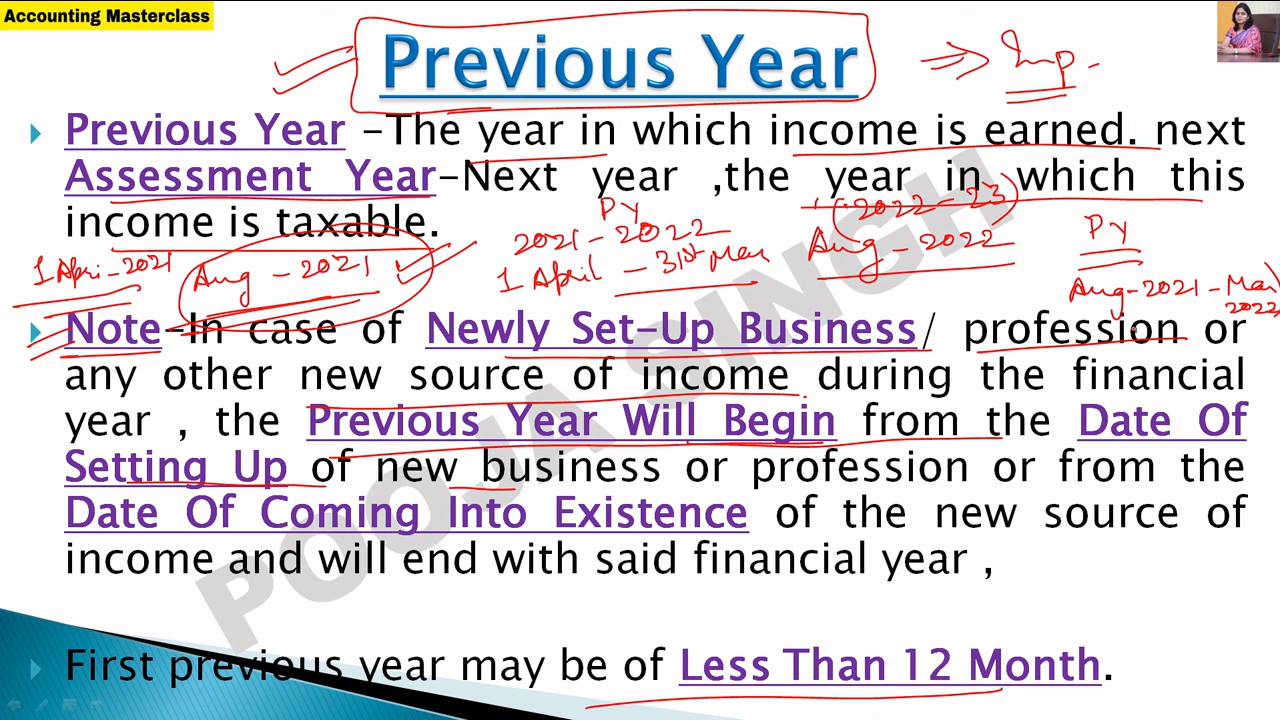 Accounting Masterclass
Previous Year
Imp.
Previous Year –The year in which income is earned. next
Assessment Year–Next year ,the year in which this
income is taxable.
PY
2021-2022
1 April - 31st Mar
2022-23
Aug-2022
PY
Aug-2021-Mar
2022
1 Apri-2021
Aug-2021
Note–In case of Newly Set–Up Business/ profession or
any other new source of income during the financial
year , the Previous Year Will Begin from the Date Of
Setting Up of new business or profession or from the
Date Of Coming Into Existence of the new source of
income and will end with said financial year ,
First previous year may be of Less Than 12 Month.
POOJA SINGH